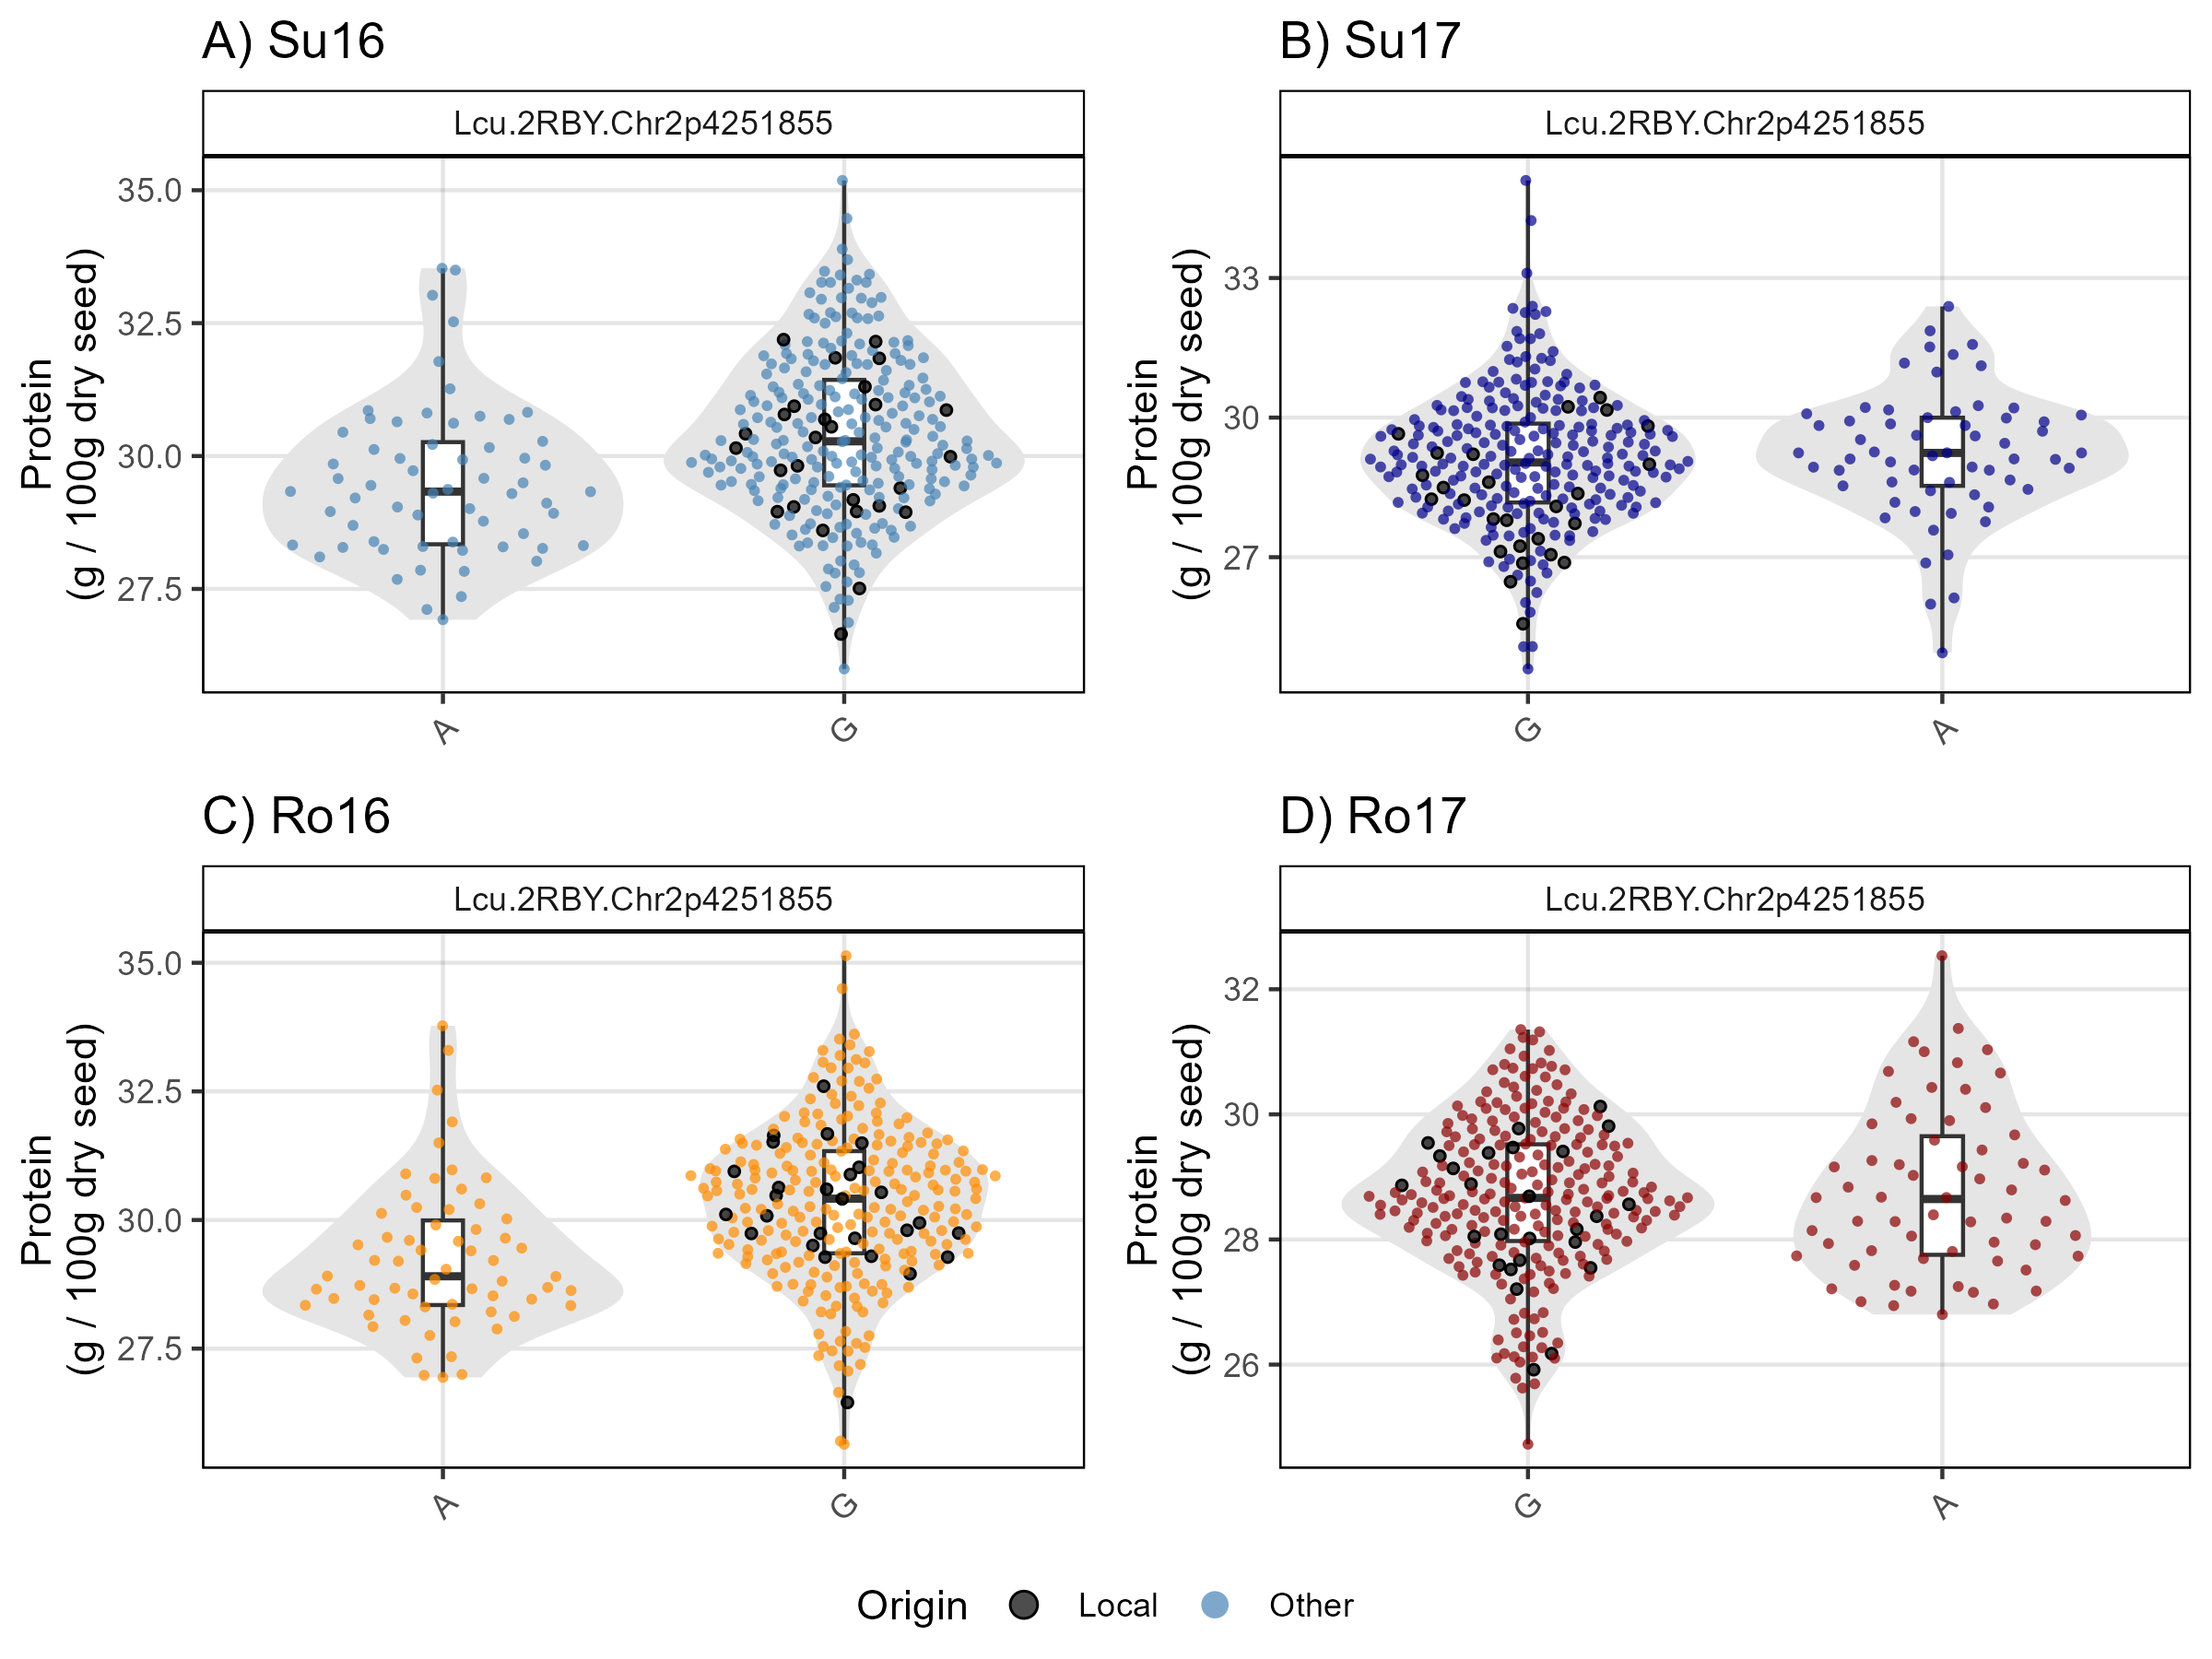 A) Su16
Lcu.2RBY.Chr2p4251855
Protein
(g / 100g dry seed)
35.0
32.5
30.0
27.5
A
G
B) Su17
Lcu.2RBY.Chr2p4251855
Protein
(g / 100g dry seed)
33
30
27
G
A
C) Ro16
Lcu.2RBY.Chr2p4251855
Protein
(g / 100g dry seed)
35.0
32.5
30.0
27.5
A
G
D) Ro17
Lcu.2RBY.Chr2p4251855
Protein
(g / 100g dry seed)
32
30
28
26
G
A
Origin Local Other